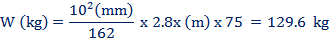 W (kg) = 10²(mm)/162 x 2.8x (m) x 75 = 129.6 kg